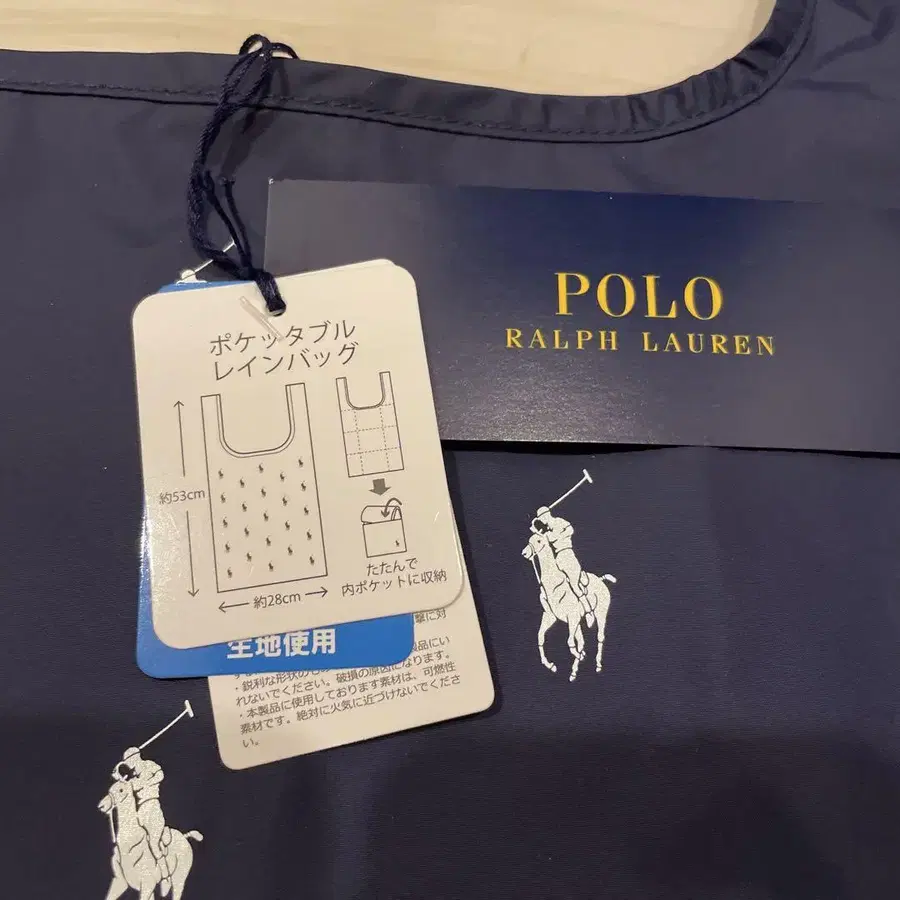 POLO
RALPH LAUREN
ポケッタブル
レインバッグ
約53cm
約28cm
たたんで
内ポケットに収納
生地使用
撃に対
製品にい
・鋭利な形状の
れないでください。破損の原因になります。
・本製品に使用しております素材は、可燃性
素材です。絶対に火気に近づけないでくださ
い。